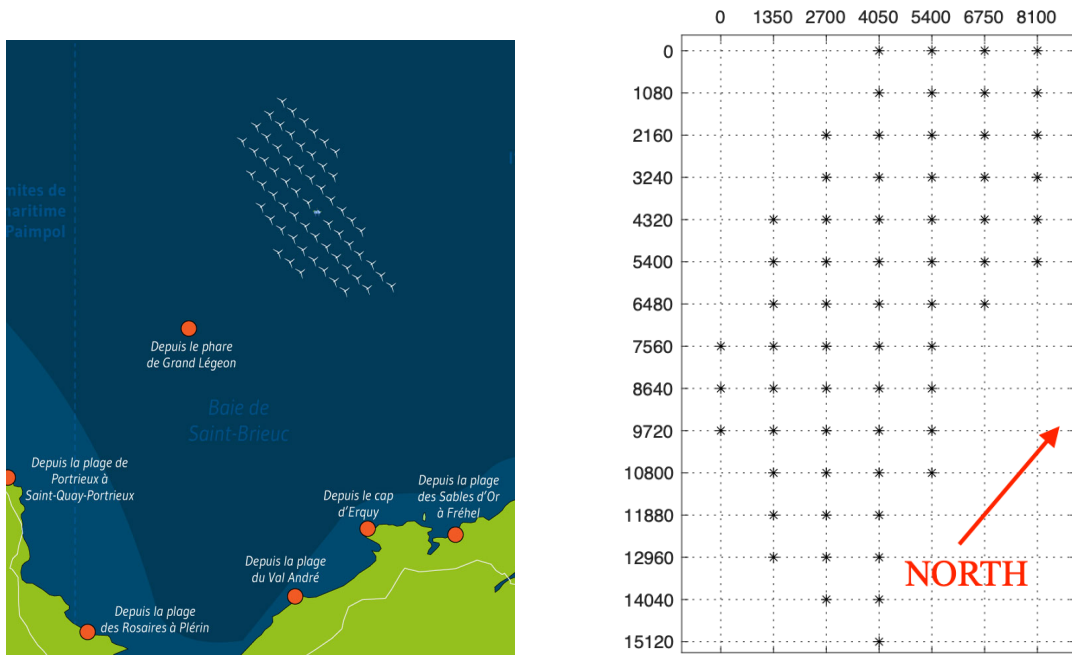 mites de
naritime
Paimpol
I
Depuis le phare
de Grand Légeon
Baie de
Saint-Brieuc
Depuis la plage de
Portrieux à
Saint-Quay-Portrieux
Depuis le cap
d'Erquy
Depuis la plage
des Sables d'Or
à Fréhel
Depuis la plage
du Val André
Depuis la plage
des Rosaires à Plérin
0 1350 2700 4050 5400 6750 8100
0
1080
2160
3240
4320
5400
6480
7560
8640
9720
10800
11880
12960
14040
15120
NORTH